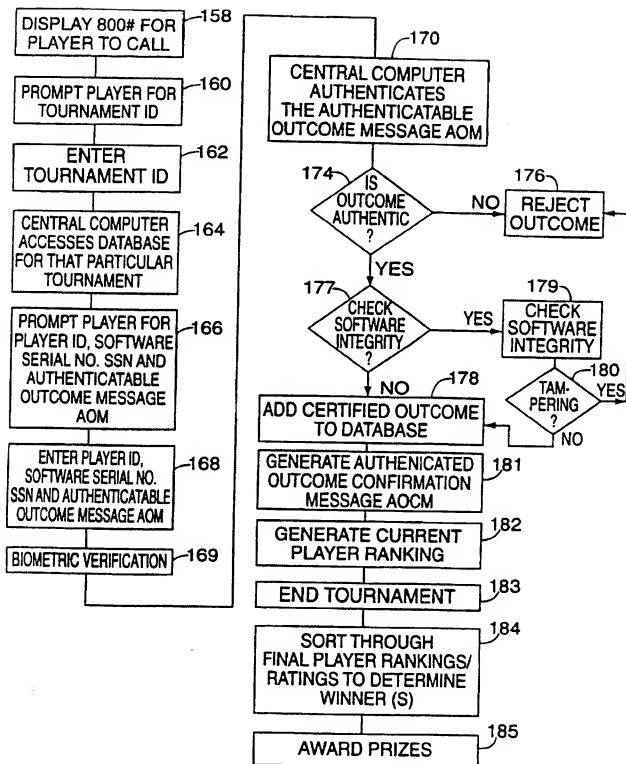 158
DISPLAY 800# FOR
PLAYER TO CALL
160
PROMPT PLAYER FOR
TOURNAMENT ID
162
ENTER
TOURNAMENT ID
164
CENTRAL COMPUTER
ACCESSES DATABASE
FOR THAT PARTICULAR
TOURNAMENT
166
PROMPT PLAYER FOR
PLAYER ID, SOFTWARE
SERIAL NO. SSN AND
AUTHENTICATABLE
OUTCOME MESSAGE
AOM
168
ENTER PLAYER ID,
SOFTWARE SERIAL NO.
SSN AND AUTHENTICATABLE
OUTCOME MESSAGE AOM
169
BIOMETRIC VERIFICATION
170
CENTRAL COMPUTER
AUTHENTICATES
THE AUTHENTICATABLE
OUTCOME MESSAGE AOM
174
IS
OUTCOME
AUTHENTIC
?
NO
176
REJECT
OUTCOME
YES
177
CHECK
SOFTWARE
INTEGRITY
?
YES
179
CHECK
SOFTWARE
INTEGRITY
180
TAM-
PERING
?
YES
NO
NO
178
ADD CERTIFIED OUTCOME
TO DATABASE
181
GENERATE AUTHENICATED
OUTCOME CONFIRMATION
MESSAGE AOCM
182
GENERATE CURRENT
PLAYER RANKING
183
END TOURNAMENT
184
SORT THROUGH
FINAL PLAYER RANKINGS/
RATINGS TO DETERMINE
WINNER (S)
185
AWARD PRIZES